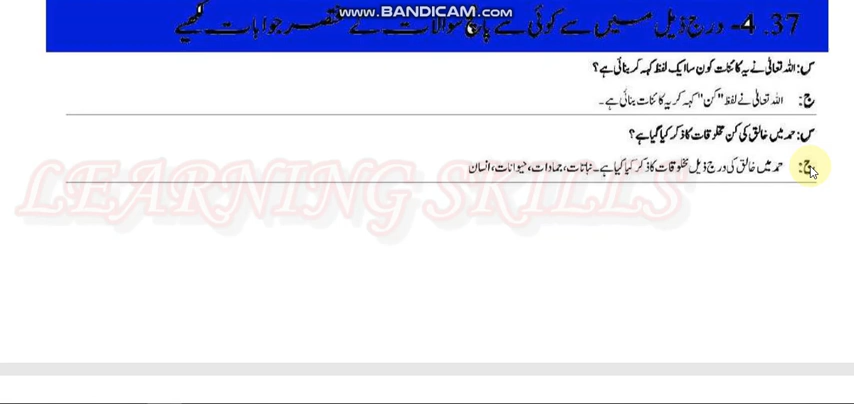 www.BANDICAM.com
37. 4- درج ذیل میں سے کوئی سے پانچ سوالات کے مختصر جوابات لکھیے
س: اللہ تعالیٰ نے یہ کائنات کون سا ایک لفظ کہہ کر بنائی ہے؟
ج: اللہ تعالیٰ نے لفظ "کن" کہہ کر یہ کائنات بنائی ہے۔
س: حمد میں خالق کی کن مخلوقات کا ذکر کیا گیا ہے؟
ج: حمد میں خالق کی درج ذیل مخلوقات کا ذکر کیا گیا ہے۔ نباتات، جمادات، حیوانات، انسان
LEARNING SKILLS